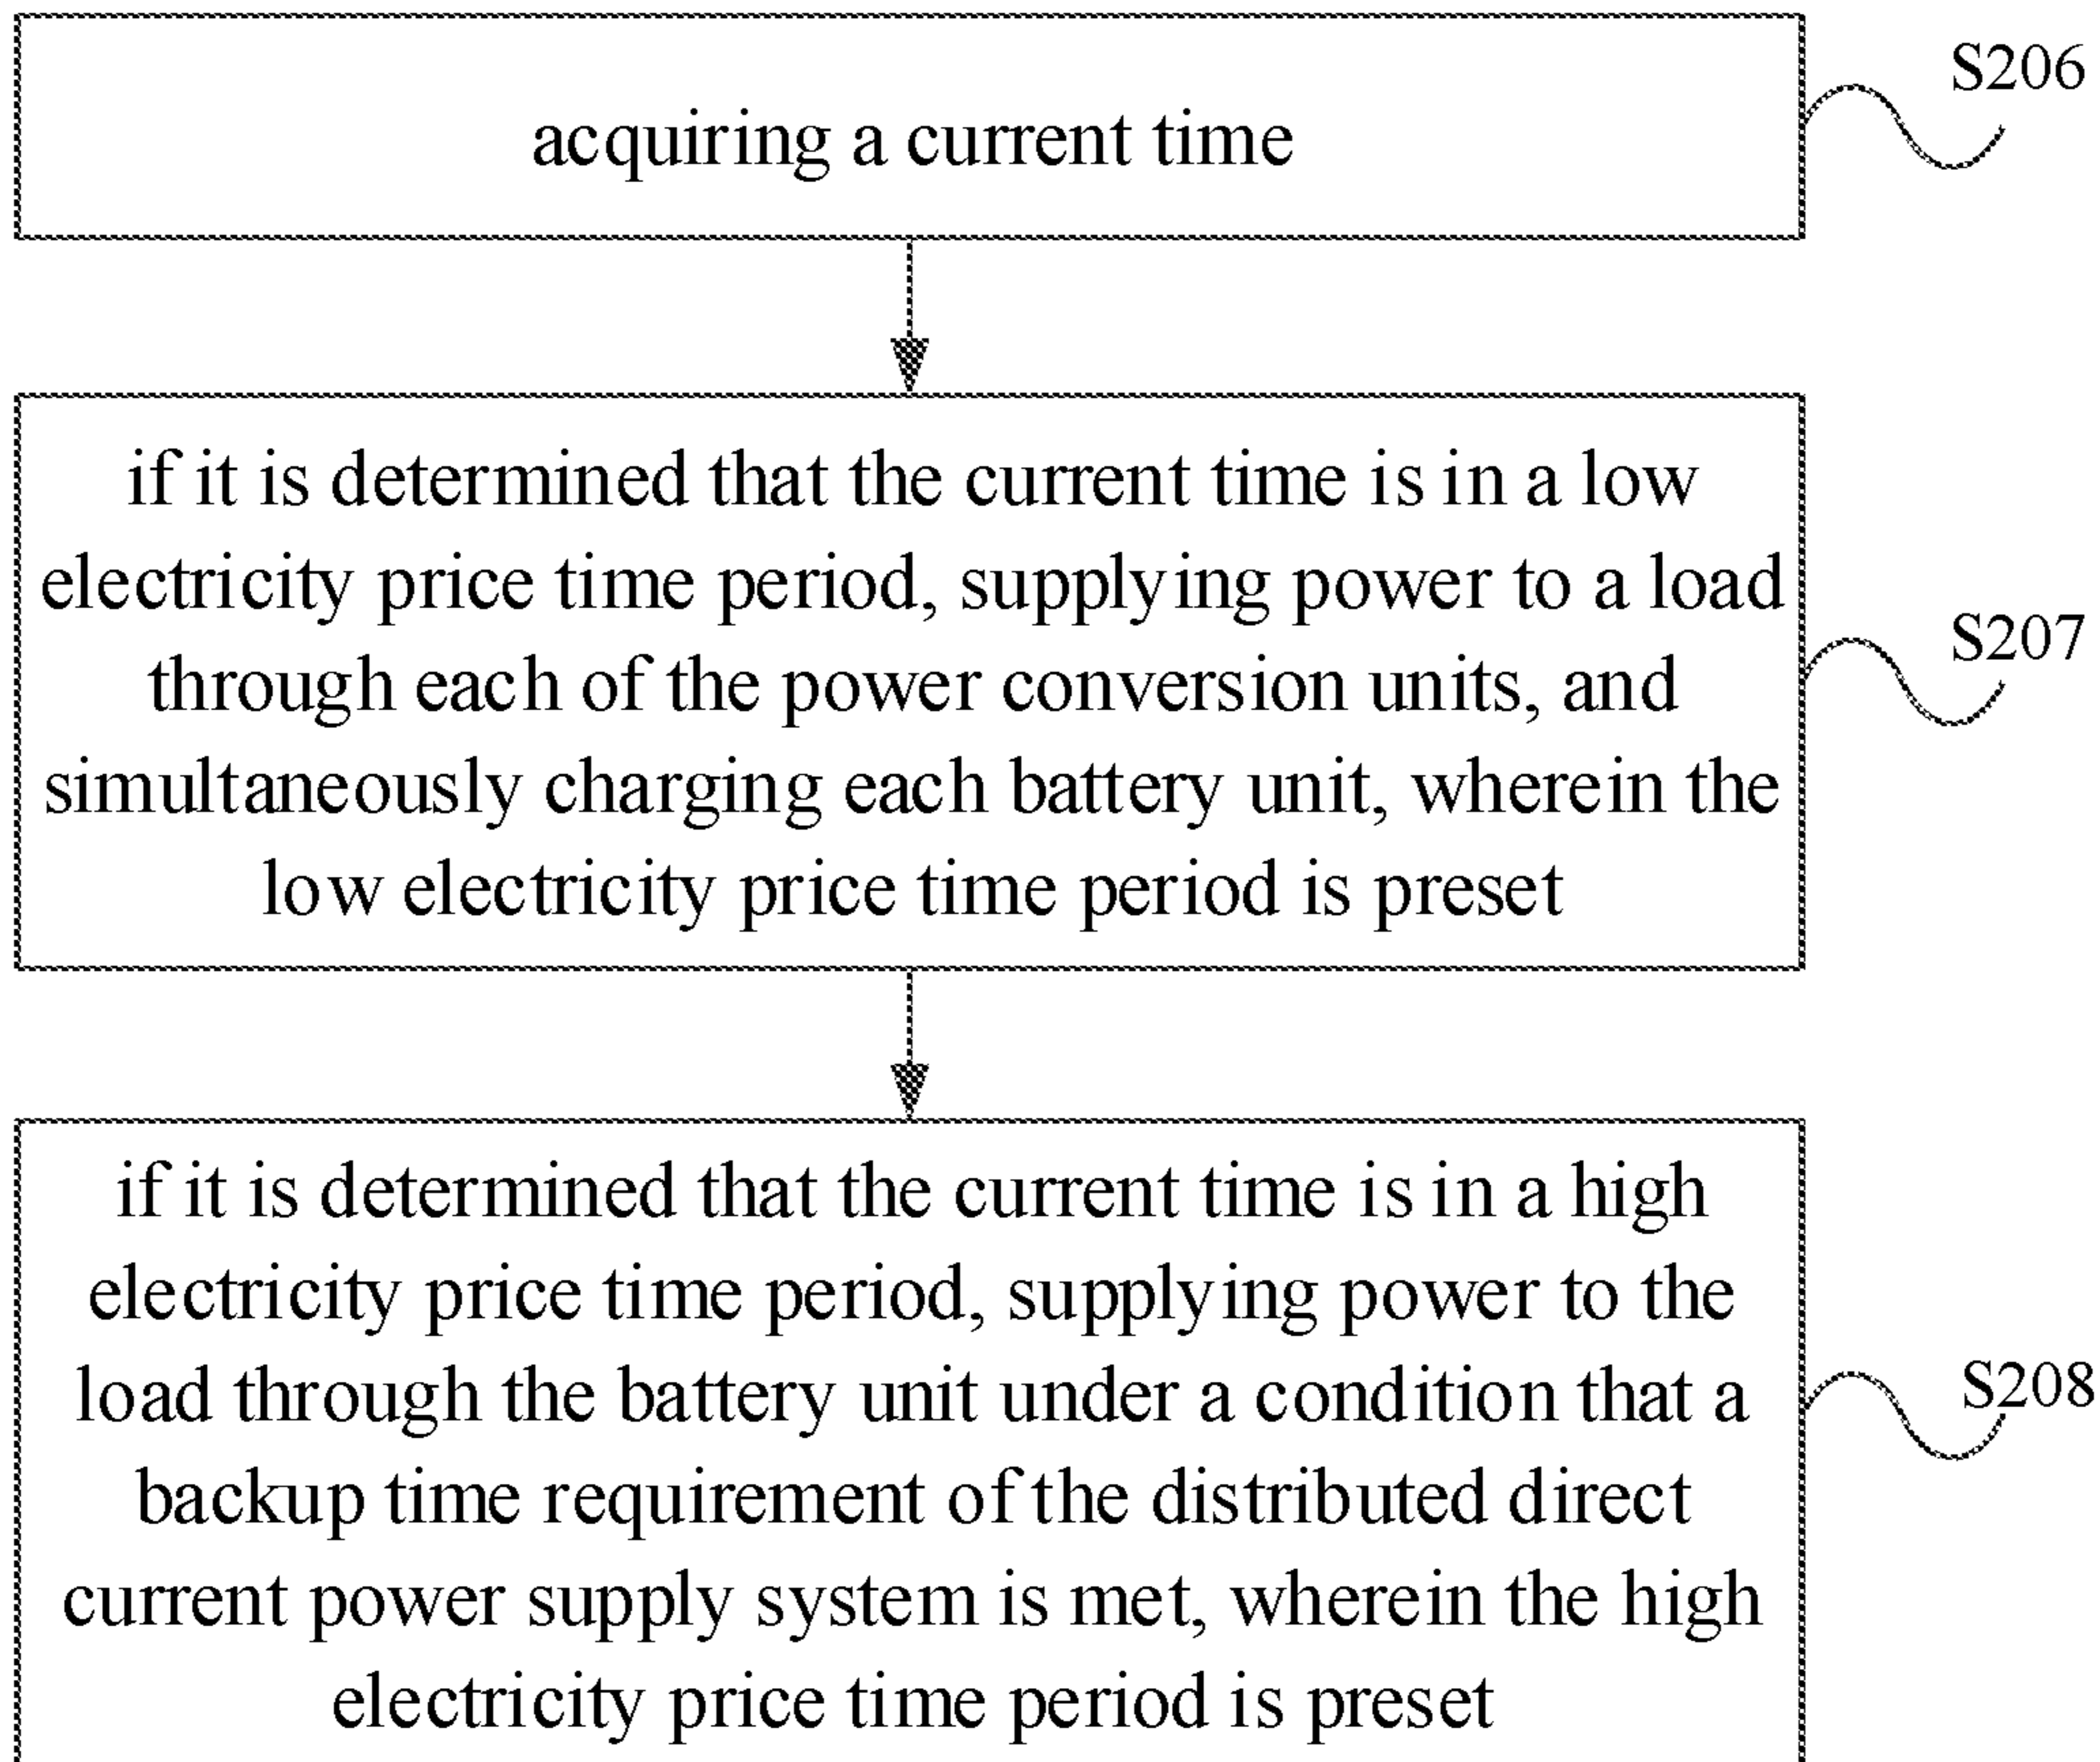 acquiring a current time
S206
if it is determined that the current time is in a low
electricity price time period, supplying power to a load
through each of the power conversion units, and
simultaneously charging each battery unit, wherein the
low electricity price time period is preset
S207
if it is determined that the current time is in a high
electricity price time period, supplying power to the
load through the battery unit under a condition that a
backup time requirement of the distributed direct
current power supply system is met, wherein the high
electricity price time period is preset
S208